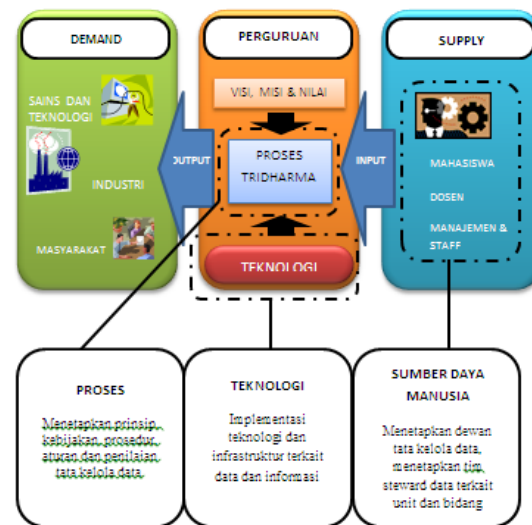 DEMAND
SAINS DAN
TEKNOLOGI
INDUSTRI
MASYARAKAT
OUTPUT
PERGURUAN
VISI, MISI & NILAI
PROSES
TRIDHARMA
TEKNOLOGI
INPUT
SUPPLY
MAHASISWA
DOSEN
MANAJEMEN &
STAFF
PROSES
Menetapkan prinsip,
kebijakan, prosedur,
aturan dan penilaian
tata kelola data.
TEKNOLOGI
Implementasi
teknologi dan
infrastruktur terkait
data dan informasi
SUMBER DAYA
MANUSIA
Menetapkan dewan
tata kelola data,
menetapkan tim
steward data terkait
unit dan bidang